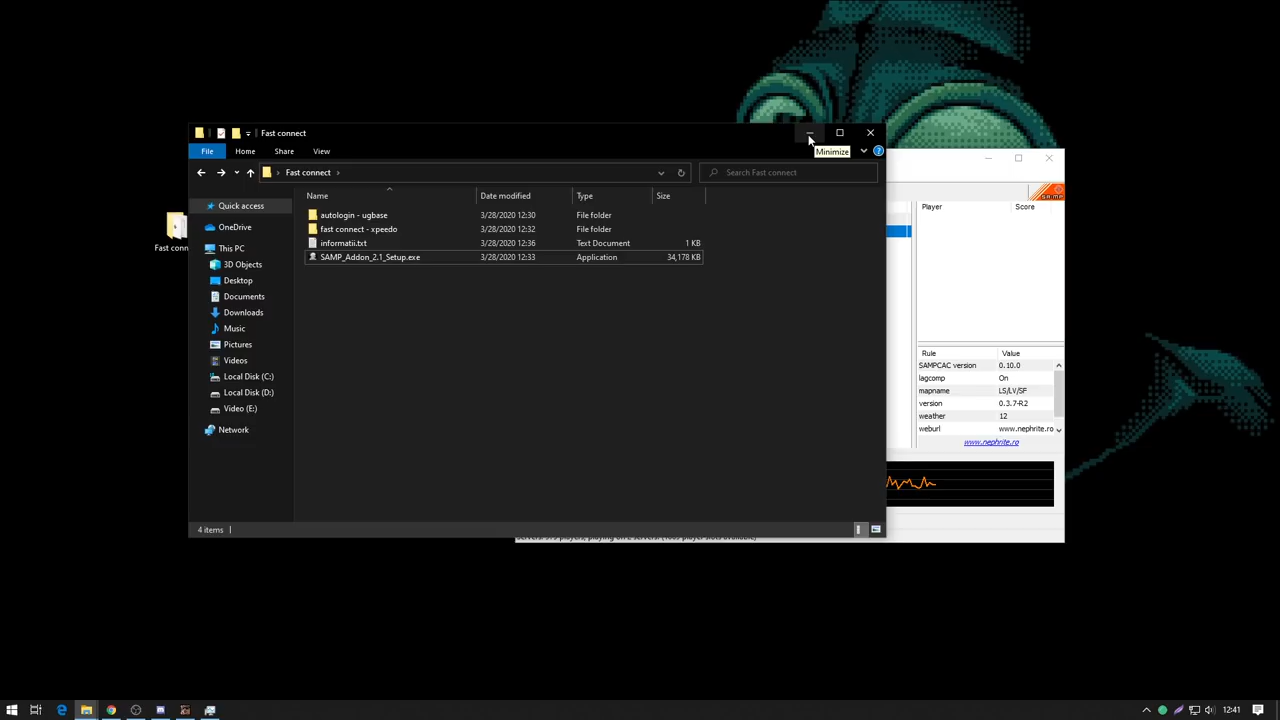 Fast connect
Minimize
File
Home
Share
View
Fast connect
Search Fast connect
Name
Date modified
Type
Size
Quick access
OneDrive
This PC
3D Objects
Desktop
Documents
Downloads
Music
Pictures
Videos
Local Disk (C:)
Local Disk (D:)
Video (E:)
Network
autologin - ugbase 3/28/2020 12:30 File folder
fast connect - xpeedo 3/28/2020 12:32 File folder
informatii.txt 3/28/2020 12:36 Text Document 1 KB
SAMP_Addon_2.1_Setup.exe 3/28/2020 12:33 Application 34,178 KB
4 items
Fast conn
Player Score
Rule Value
SAMPCAC version 0.10.0
lagcomp On
mapname LS/LV/SF
version 0.3.7-R2
weather 12
weburl www.nephrite.ro
www.nephrite.ro
12:41